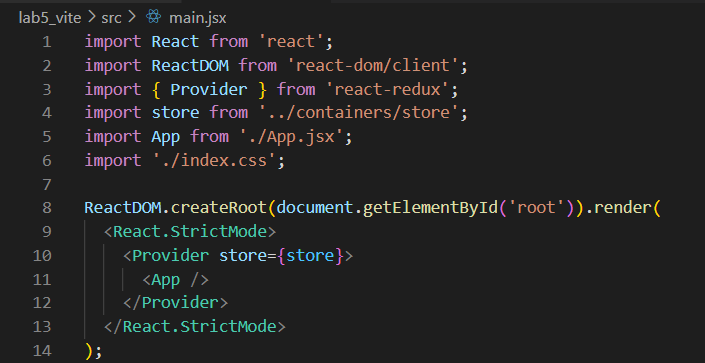 lab5_vite > src > main.jsx
1 import React from 'react';
2 import ReactDOM from 'react-dom/client';
3 import { Provider } from 'react-redux';
4 import store from '../containers/store';
5 import App from './App.jsx';
6 import './index.css';
7
8 ReactDOM.createRoot(document.getElementById('root')).render(
9   <React.StrictMode>
10     <Provider store={store}>
11       <App />
12     </Provider>
13   </React.StrictMode>
14 );